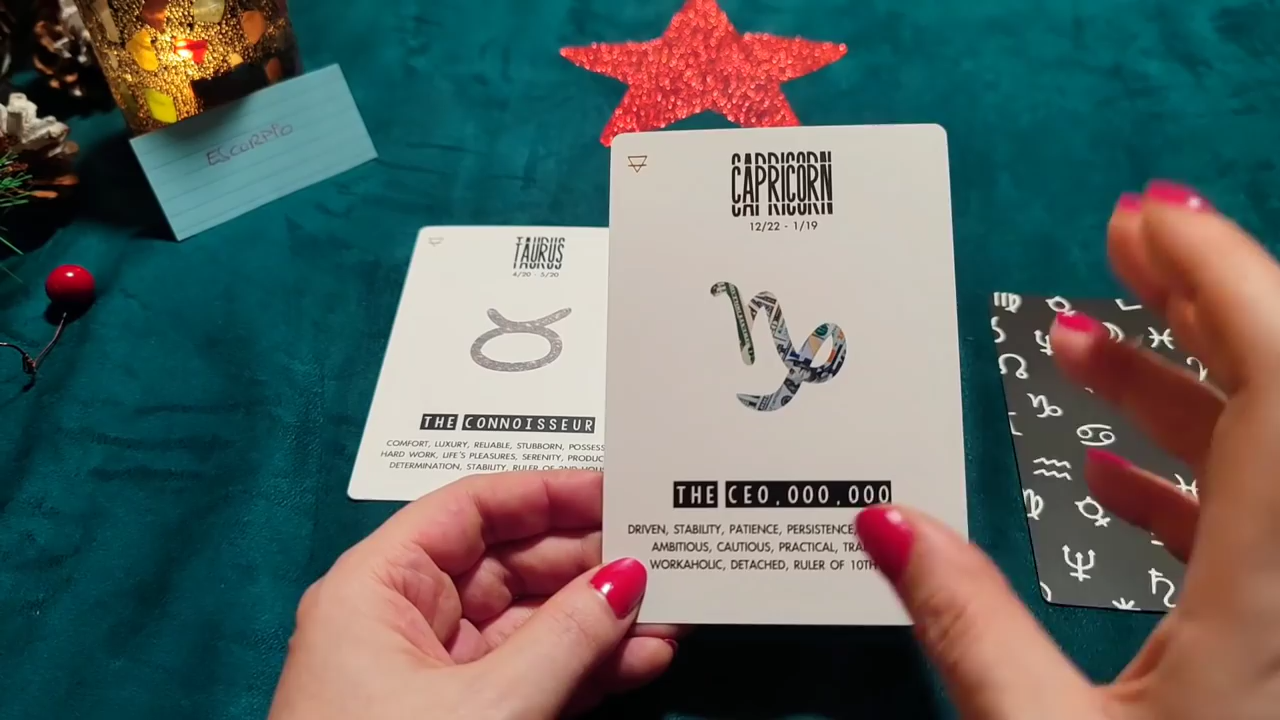 ESCORPIO
TAURUS
4/20 - 5/20
THE CONNOISSEUR
COMFORT, LUXURY, RELIABLE, STUBBORN,
HARD WORK, LIFE'S PLEASURES, SERENITY,
DETERMINATION, STABILITY, RULER OF 2ND
CAPRICORN
12/22 - 1/19
THE CEO,000,000
DRIVEN, STABILITY, PATIENCE, PERSISTENCE,
AMBITIOUS, CAUTIOUS, PRACTICAL,
WORKAHOLIC, DETACHED, RULER OF 10TH